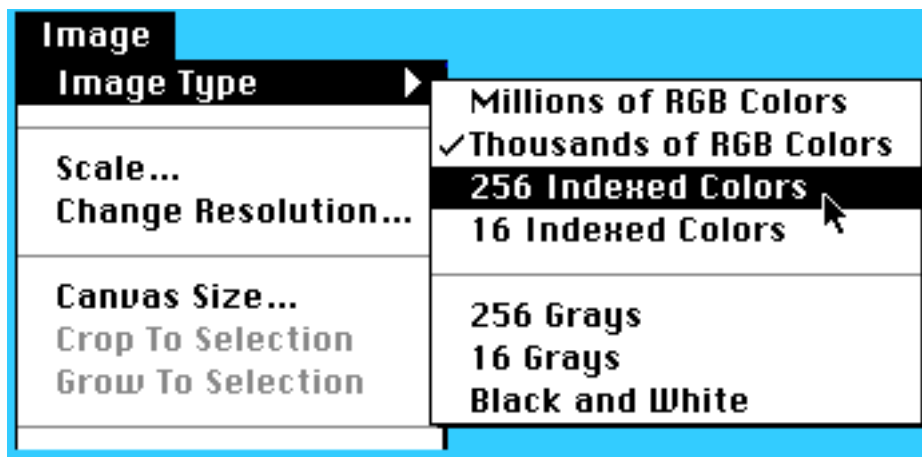 Image
Image Type
Millions of RGB Colors
Thousands of RGB Colors
256 Indexed Colors
16 Indexed Colors
256 Grays
16 Grays
Black and White
Scale...
Change Resolution...
Canvas Size...
Crop To Selection
Grow To Selection